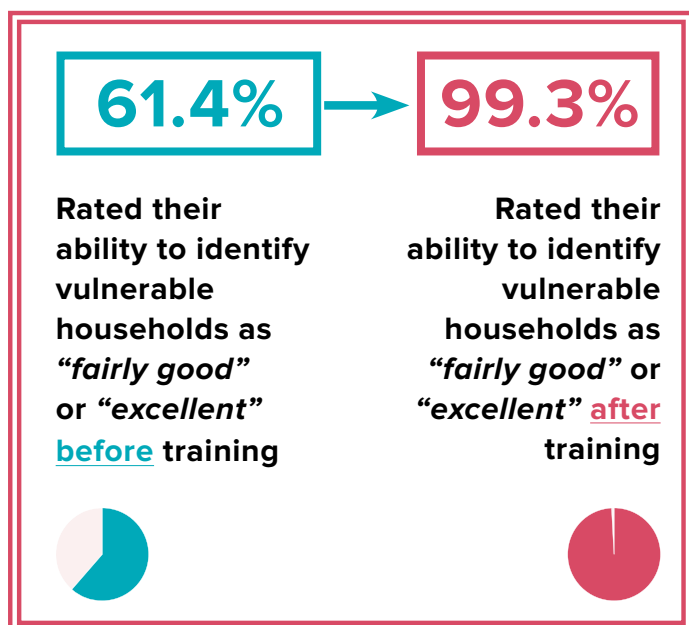 61.4%
99.3%
Rated their
ability to identify
vulnerable
households as
“fairly good”
or “excellent”
before training
Rated their
ability to identify
vulnerable
households as
“fairly good” or
“excellent” after
training